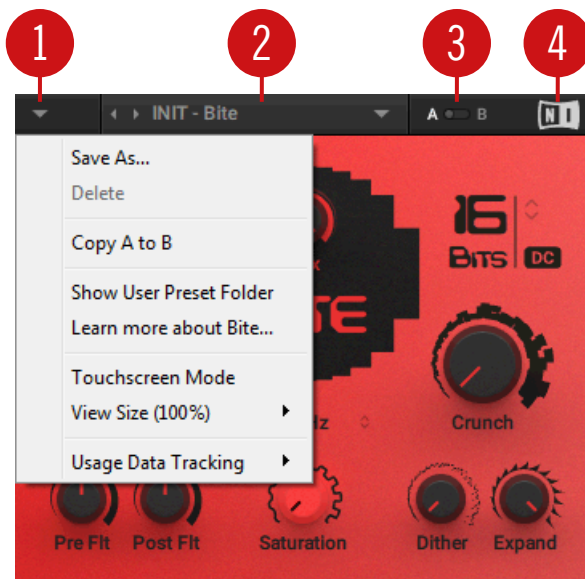 1
2
3
4
INIT - Bite
A B
NI
Save As...
Delete
Copy A to B
Show User Preset Folder
Learn more about Bite...
Touchscreen Mode
View Size (100%)
Usage Data Tracking
16
BITS DC
Hz
Crunch
Pre Flt Post Flt Saturation Dither Expand